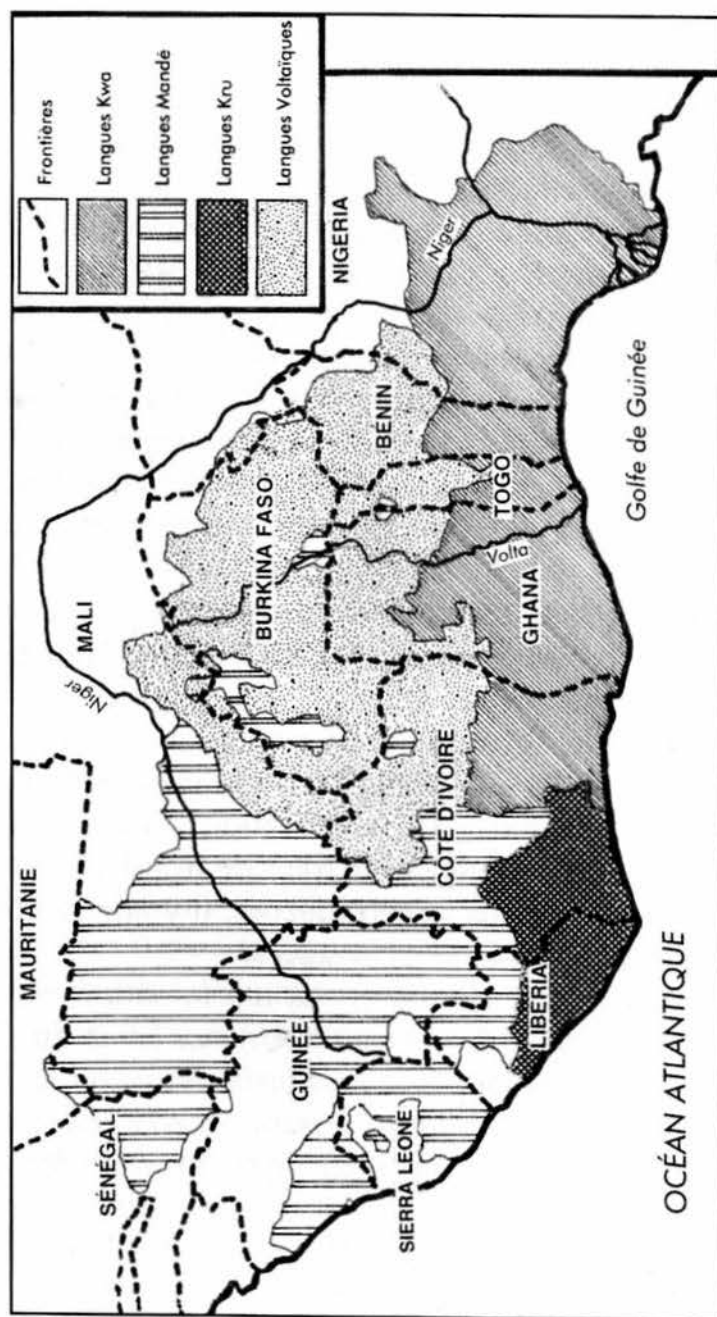 Frontières
Langues Kwa
Langues Mandé
Langues Kru
Langues Voltaïques
MAURITANIE
MALI
Niger
SÉNÉGAL
BURKINA FASO
NIGERIA
Niger
GUINÉE
BÉNIN
CÔTE D'IVOIRE
TOGO
Volta
GHANA
SIERRA LEONE
LIBERIA
Golfe de Guinée
OCÉAN ATLANTIQUE